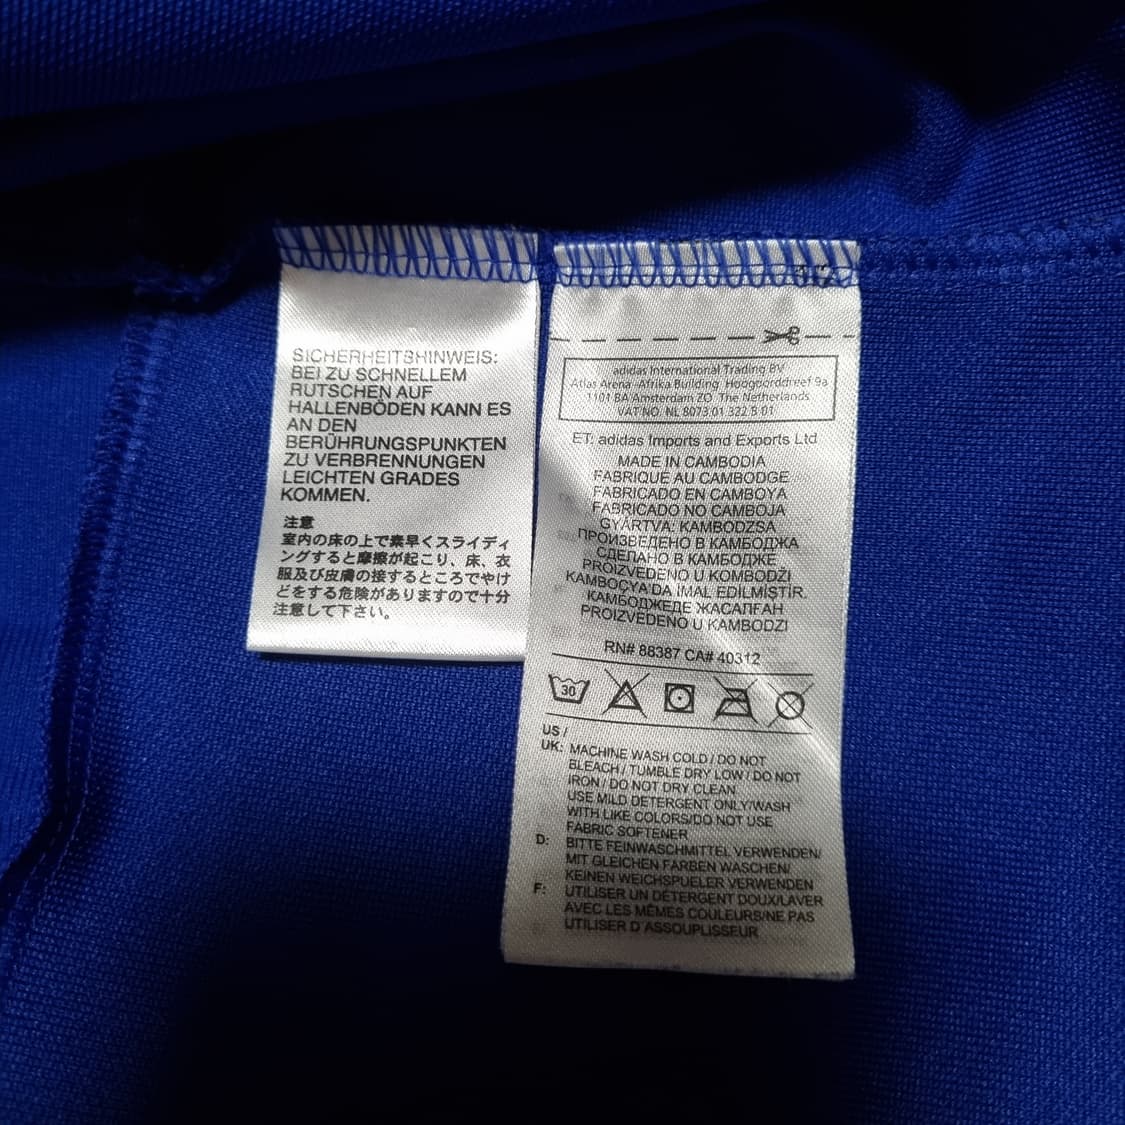 SICHERHEITSHINWEIS:
BEI ZU SCHNELLEM
RUTSCHEN AUF
HALLENBÖDEN KANN ES
AN DEN
BERÜHRUNGSPUNKTEN
ZU VERBRENNUNGEN
LEICHTEN GRADES
KOMMEN.
注意
室内の床の上で素早くスライディ
ングすると摩擦が起こり、床、衣
服及び皮膚の接するところでやけ
どをする危険がありますので十分
注意して下さい。
adidas International Trading BV
Atlas Arena -Afrika Building Hoogoorddreef 9a
1101 BA Amsterdam ZO The Netherlands
VAT NO. NL 8073 01 322 B 01
ET: adidas Imports and Exports Ltd
MADE IN CAMBODIA
FABRIQUE AU CAMBODGE
FABRICADO EN CAMBOYA
FABRICADO NO CAMBOJA
GYÁRTVA: KAMBODZSA
ПРОИЗВЕДЕНО В КАМБОДЖА
СДЕЛАНО В КАМБОДЖЕ
PROIZVEDENO U KOMBODZI
KAMBOÇYA'DA IMAL EDILMIŞTIR.
КАМБОДЖЕДЕ ЖАСАЛҒАН
PROIZVEDENO U KAMBODZI
RN# 88387 CA# 40312
30
US /
UK: MACHINE WASH COLD / DO NOT
BLEACH / TUMBLE DRY LOW / DO NOT
IRON / DO NOT DRY CLEAN
USE MILD DETERGENT ONLY/WASH
WITH LIKE COLORS/DO NOT USE
FABRIC SOFTENER
D: BITTE FEINWASCHMITTEL VERWENDEN/
MIT GLEICHEN FARBEN WASCHEN/
KEINEN WEICHSPUELER VERWENDEN
F: UTILISER UN DÉTERGENT DOUX/LAVER
AVEC LES MÊMES COULEURS/NE PAS
UTILISER D'ASSOUPLISSEUR